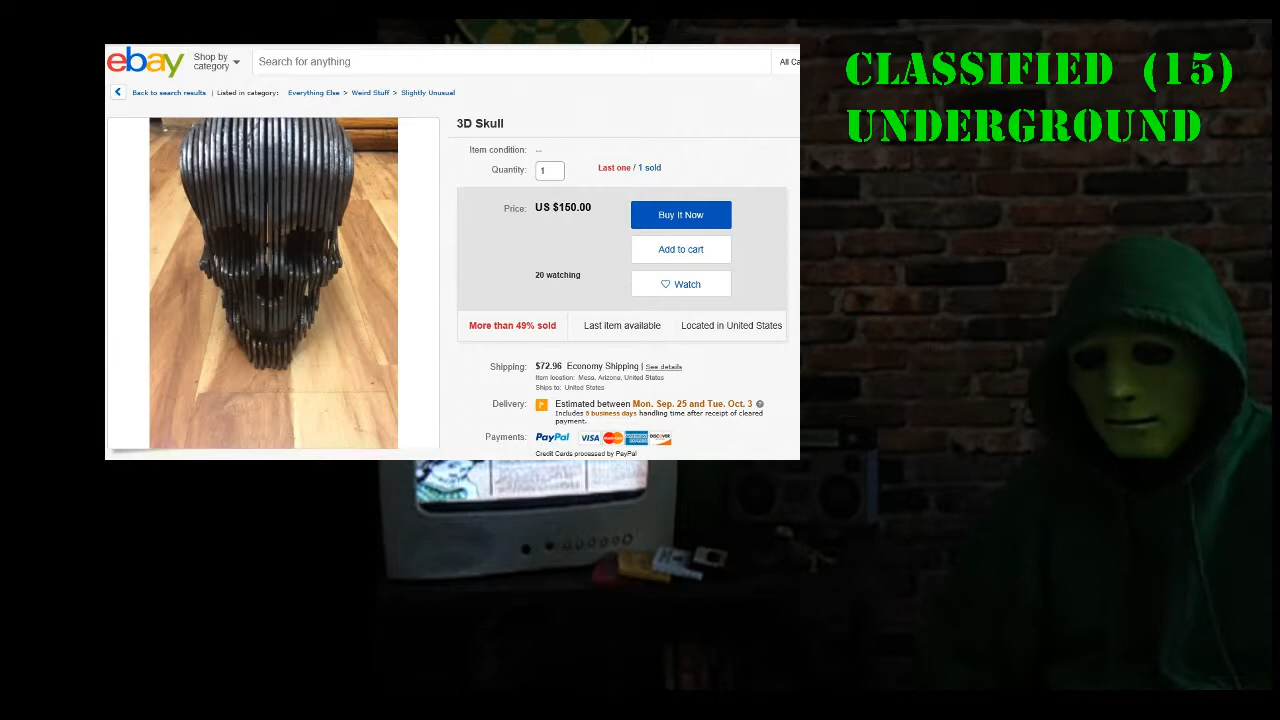 CLASSIFIED (15)
UNDERGROUND
15
ebay
Shop by
category
Search for anything
All Ca
Back to search results | Listed in category: Everything Else > Weird Stuff > Slightly Unusual
3D Skull
Item condition: --
Quantity: 1 Last one / 1 sold
Price: US $150.00 Buy It Now
Add to cart
20 watching
Watch
More than 49% sold Last item available Located in United States
Shipping: $72.96 Economy Shipping | See details
Item location: Mesa, Arizona, United States
Ships to: United States
Delivery: Estimated between Mon. Sep. 25 and Tue. Oct. 3
Includes 8 business days handling time after receipt of cleared
payment.
Payments: PayPal VISA MasterCard DISCOVER
Credit Cards processed by PayPal